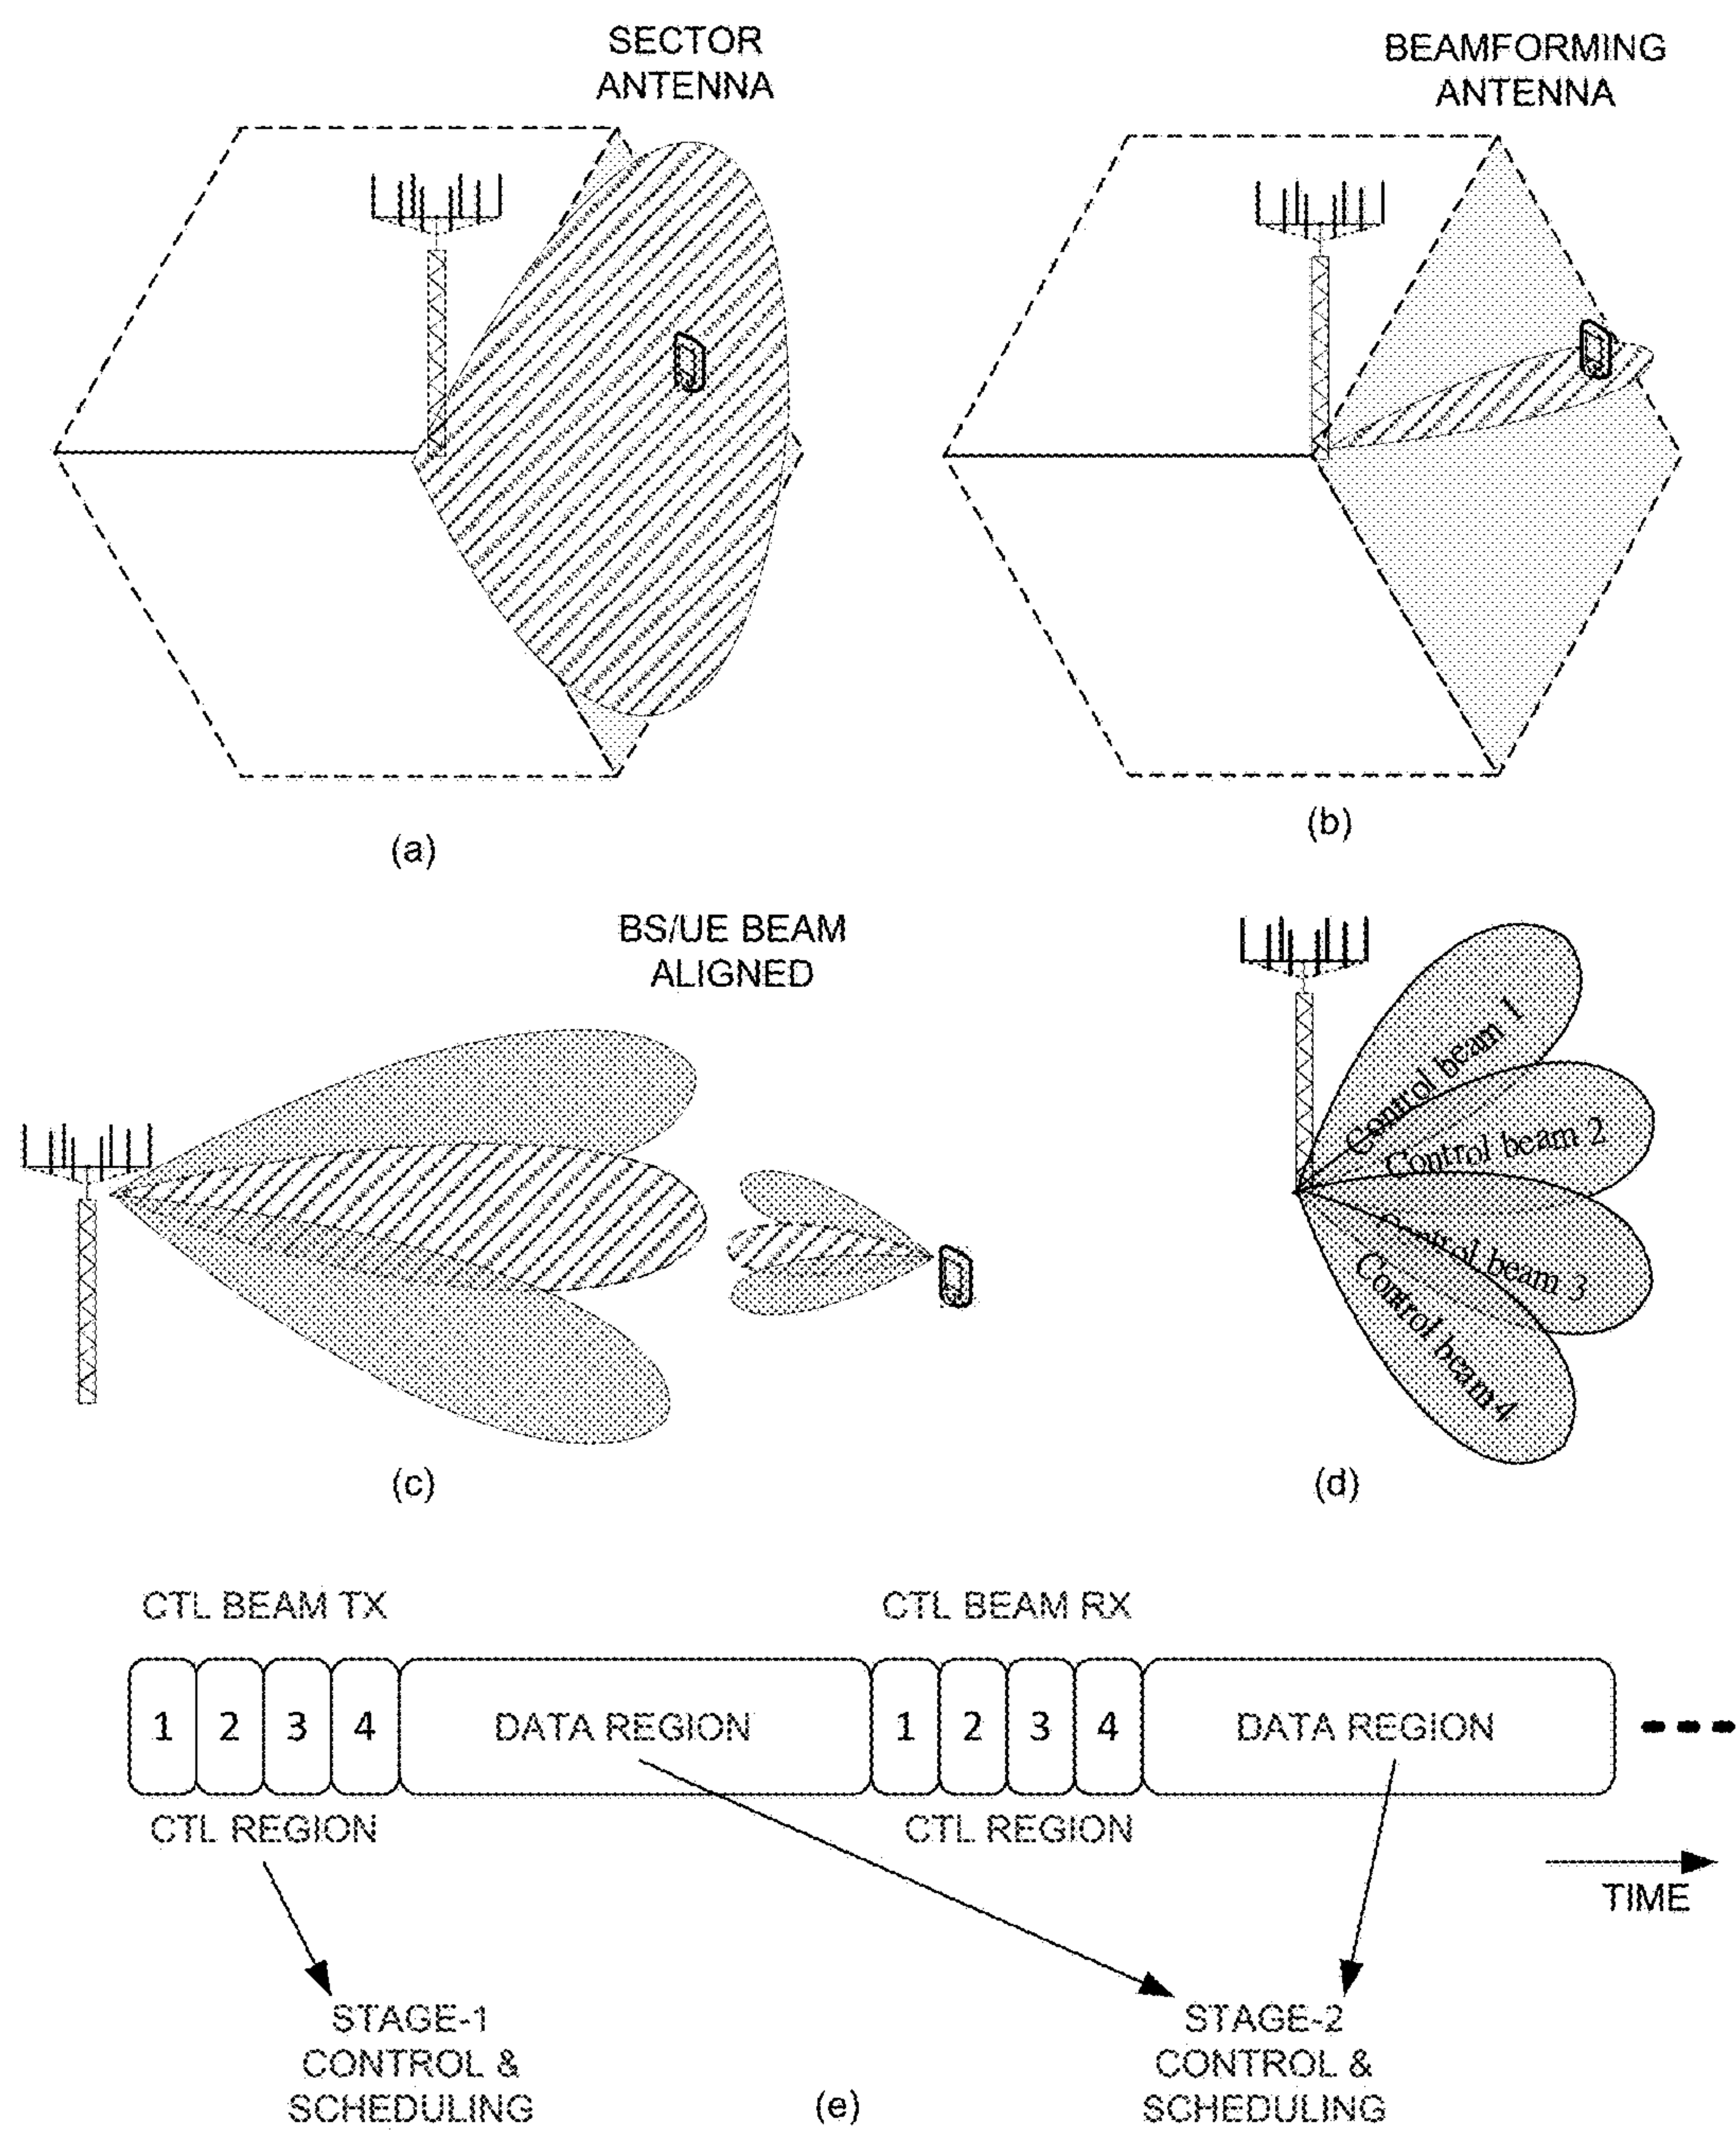 SECTOR
ANTENNA
BEAMFORMING
ANTENNA
(a)
(b)
BS/UE BEAM
ALIGNED
Control beam 1
Control beam 2
Control beam 3
Control beam 4
(c)
(d)
CTL BEAM TX
CTL BEAM RX
1 2 3 4 DATA REGION 1 2 3 4 DATA REGION
CTL REGION
CTL REGION
TIME
STAGE-1
CONTROL &
SCHEDULING
STAGE-2
CONTROL &
SCHEDULING
(e)